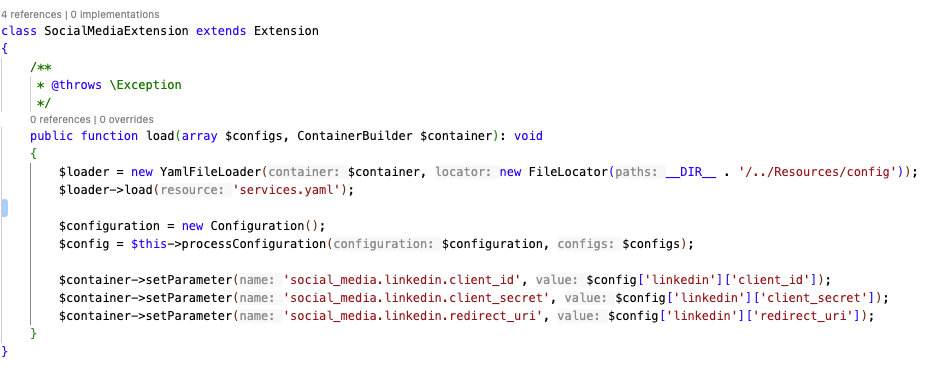 4 references | 0 implementations
class SocialMediaExtension extends Extension
{
/**
* @throws \Exception
*/
0 references | 0 overrides
public function load(array $configs, ContainerBuilder $container): void
{
$loader = new YamlFileLoader(container: $container, locator: new FileLocator(paths: __DIR__ . '/../Resources/config'));
$loader->load(resource: 'services.yaml');
$configuration = new Configuration();
$config = $this->processConfiguration(configuration: $configuration, configs: $configs);
$container->setParameter(name: 'social_media.linkedin.client_id', value: $config['linkedin']['client_id']);
$container->setParameter(name: 'social_media.linkedin.client_secret', value: $config['linkedin']['client_secret']);
$container->setParameter(name: 'social_media.linkedin.redirect_uri', value: $config['linkedin']['redirect_uri']);
}
}